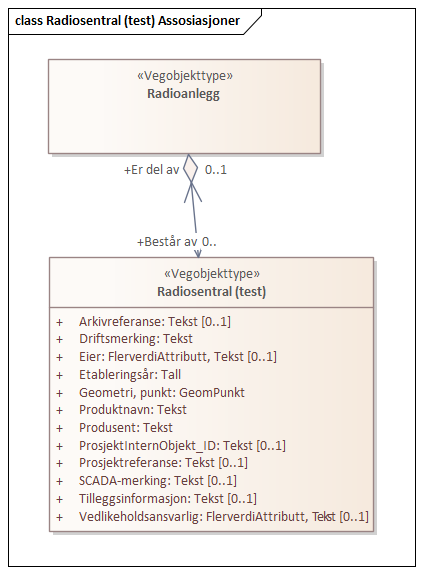 class Radiosentral (test) Assosiasjoner
«Vegobjekttype»
Radioanlegg
+Er del av 0..1
+Består av 0..
«Vegobjekttype»
Radiosentral (test)
+ Arkivreferanse: Tekst [0..1]
+ Driftsmerking: Tekst
+ Eier: FlerverdiAttributt, Tekst [0..1]
+ Etableringsår: Tall
+ Geometri, punkt: GeomPunkt
+ Produktnavn: Tekst
+ Produsent: Tekst
+ ProsjektInternObjekt_ID: Tekst [0..1]
+ Prosjektreferanse: Tekst [0..1]
+ SCADA-merking: Tekst [0..1]
+ Tilleggsinformasjon: Tekst [0..1]
+ Vedlikeholdsansvarlig: FlerverdiAttributt, Tekst [0..1]